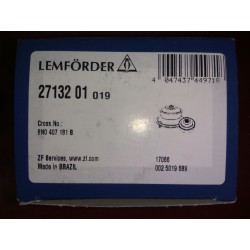 LEMFÖRDER
4 047437 449718
27132 01 019
Cross No.:
6N0 407 181 B
ZF Services, www.zf.com
Made in BRAZIL
17066
002 5019 889